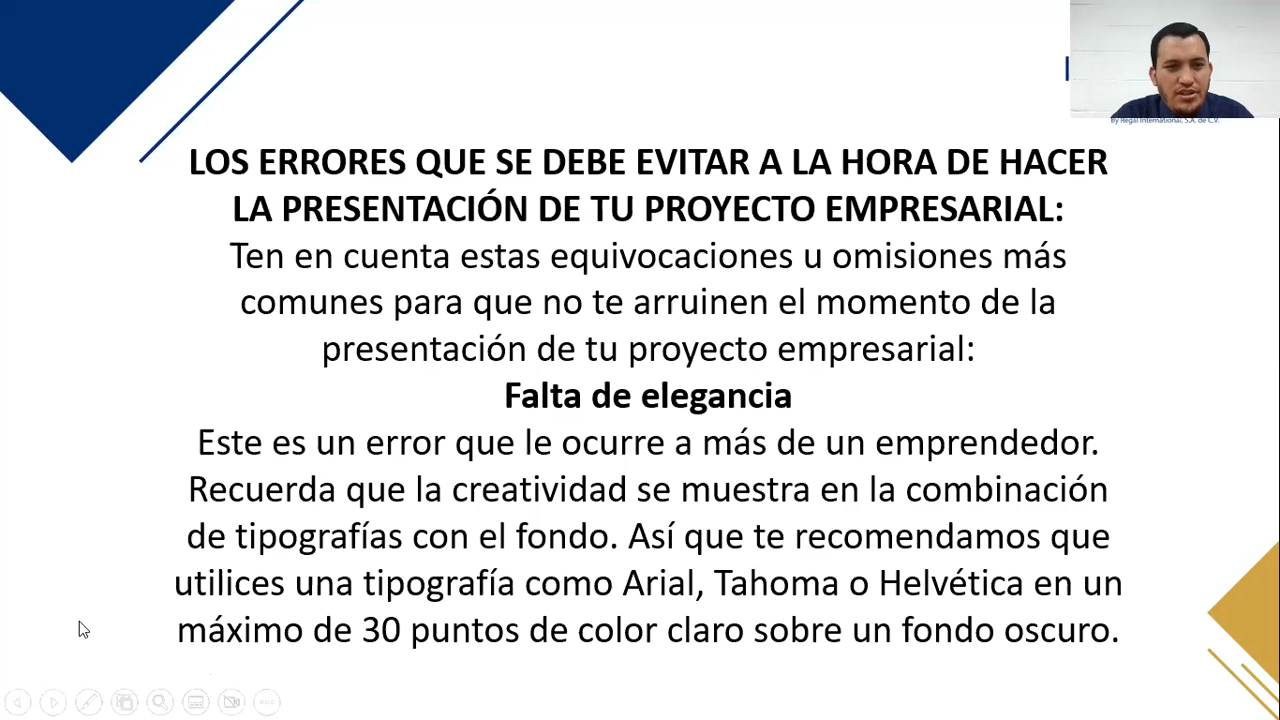 By Regal International, S.A. de C.V.
LOS ERRORES QUE SE DEBE EVITAR A LA HORA DE HACER
LA PRESENTACIÓN DE TU PROYECTO EMPRESARIAL:
Ten en cuenta estas equivocaciones u omisiones más
comunes para que no te arruinen el momento de la
presentación de tu proyecto empresarial:
Falta de elegancia
Este es un error que le ocurre a más de un emprendedor.
Recuerda que la creatividad se muestra en la combinación
de tipografías con el fondo. Así que te recomendamos que
utilices una tipografía como Arial, Tahoma o Helvética en un
máximo de 30 puntos de color claro sobre un fondo oscuro.